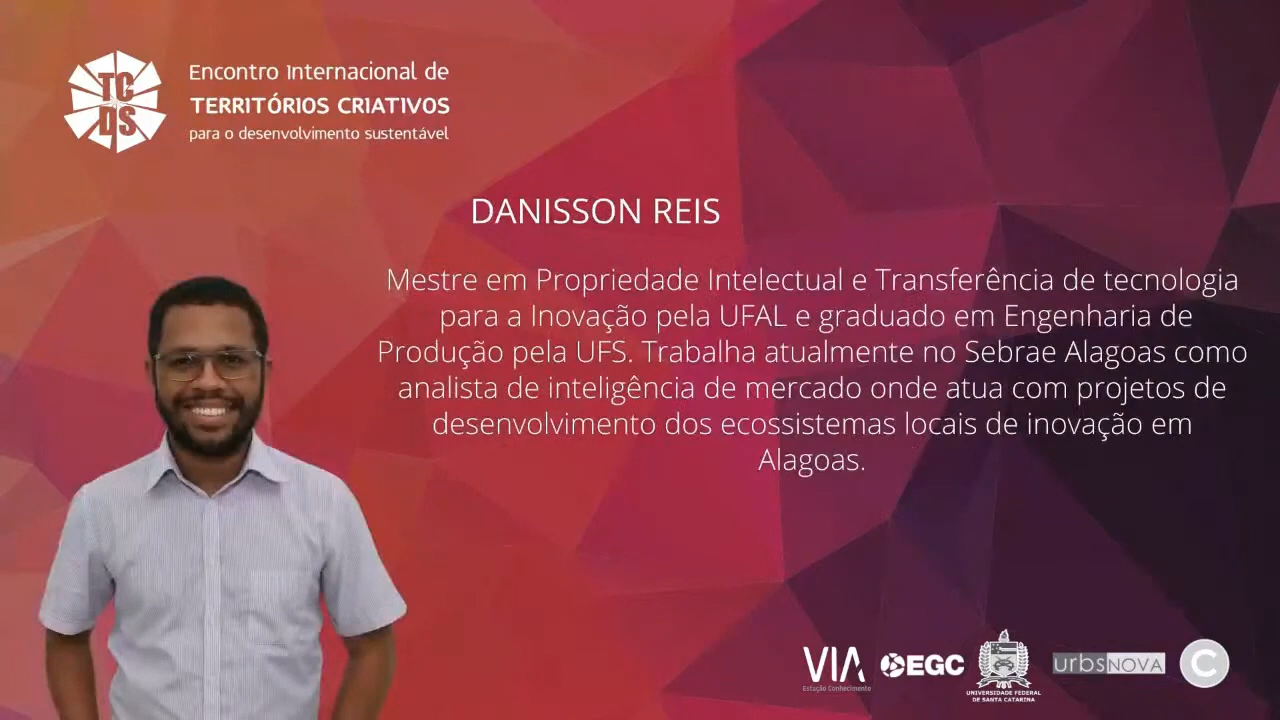 TC
DS
Encontro Internacional de
TERRITÓRIOS CRIATIVOS
para o desenvolvimento sustentável
DANISSON REIS
Mestre em Propriedade Intelectual e Transferência de tecnologia
para a Inovação pela UFAL e graduado em Engenharia de
Produção pela UFS. Trabalha atualmente no Sebrae Alagoas como
analista de inteligência de mercado onde atua com projetos de
desenvolvimento dos ecossistemas locais de inovação em
Alagoas.
VIA
Estação Conhecimento
EGC
UNIVERSIDADE FEDERAL
DE SANTA CATARINA
urbsNOVA
C